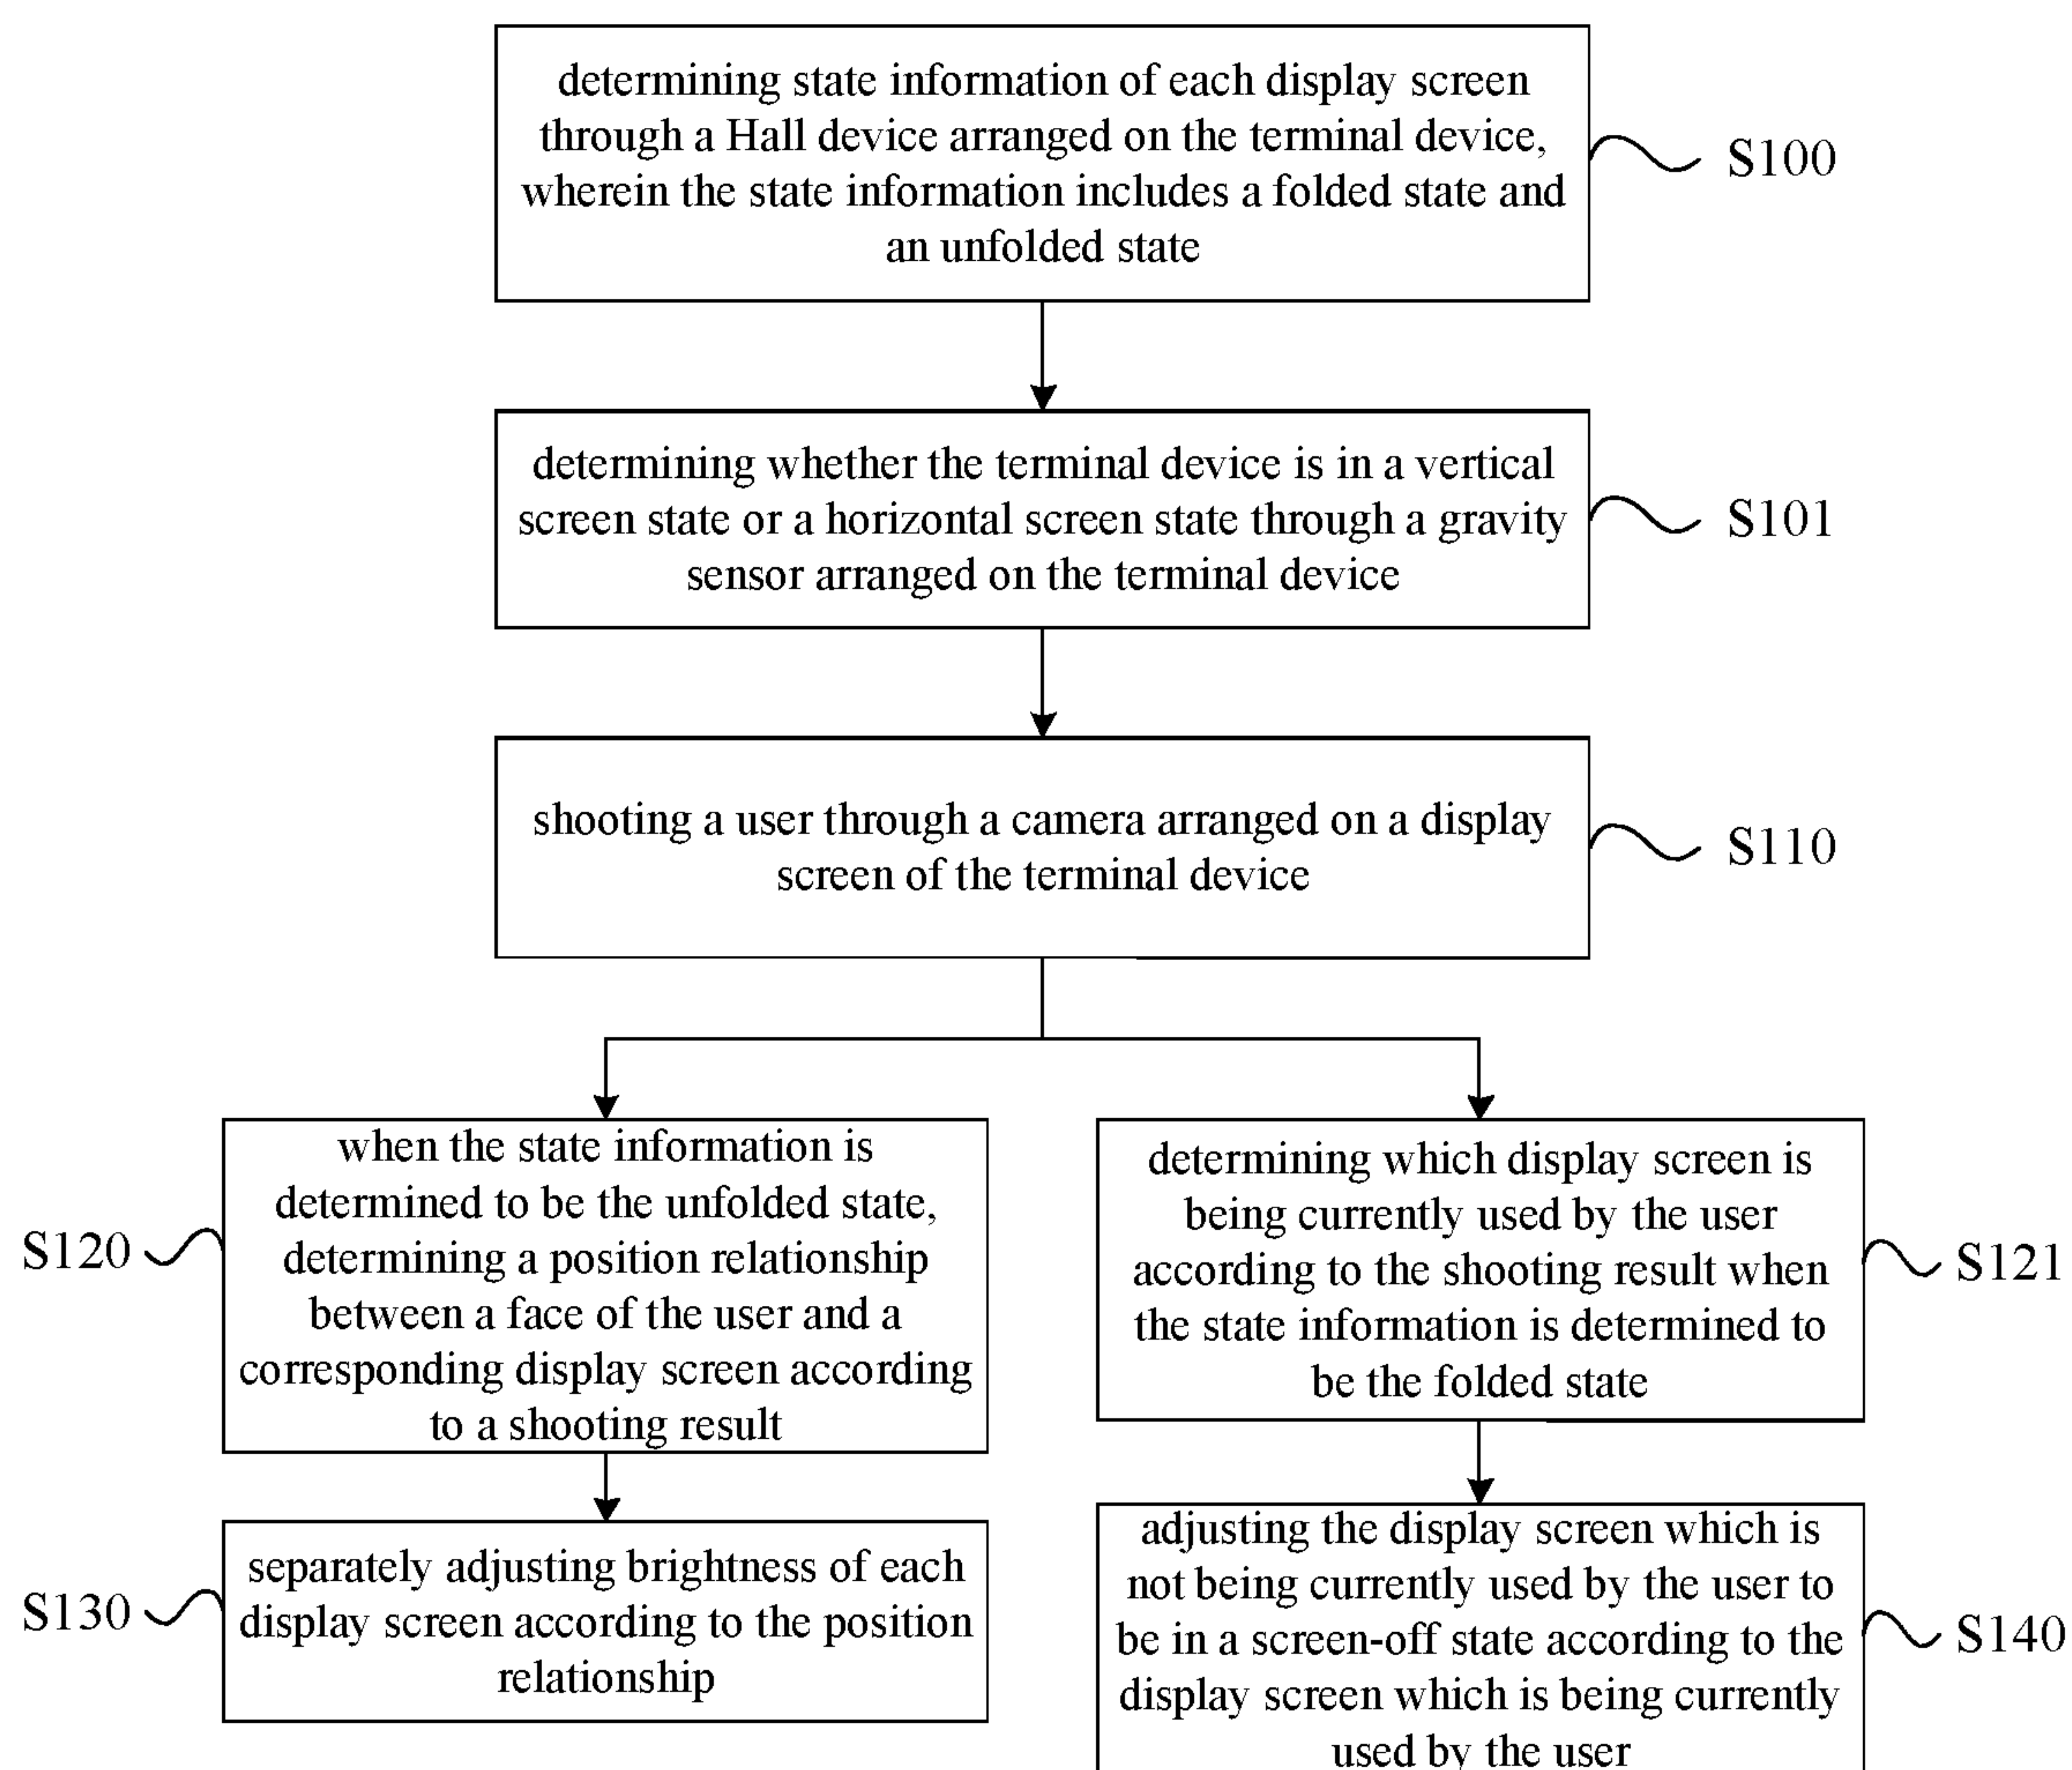 determining state information of each display screen
through a Hall device arranged on the terminal device,
wherein the state information includes a folded state and
an unfolded state
S100
determining whether the terminal device is in a vertical
screen state or a horizontal screen state through a gravity
sensor arranged on the terminal device
S101
shooting a user through a camera arranged on a display
screen of the terminal device
S110
when the state information is
determined to be the unfolded state,
determining a position relationship
between a face of the user and a
corresponding display screen according
to a shooting result
S120
determining which display screen is
being currently used by the user
according to the shooting result when
the state information is determined to
be the folded state
S121
separately adjusting brightness of each
display screen according to the position
relationship
S130
adjusting the display screen which is
not being currently used by the user to
be in a screen-off state according to the
display screen which is being currently
used by the user
S140